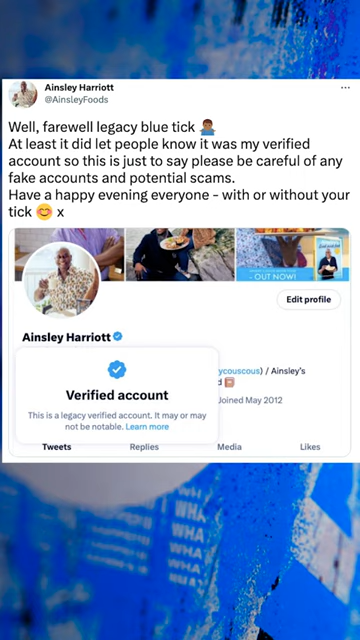 Ainsley Harriott
@AinsleyFoods
Well, farewell legacy blue tick 🤷🏾‍♂️
At least it did let people know it was my verified
account so this is just to say please be careful of any
fake accounts and potential scams.
Have a happy evening everyone - with or without your
tick 😊 x
- OUT NOW!
Edit profile
Ainsley Harriott
Verified account
This is a legacy verified account. It may or may
not be notable. Learn more
ycouscous) / Ainsley's
d
Joined May 2012
Tweets Replies Media Likes
WHA
WHA
WHA
WHA